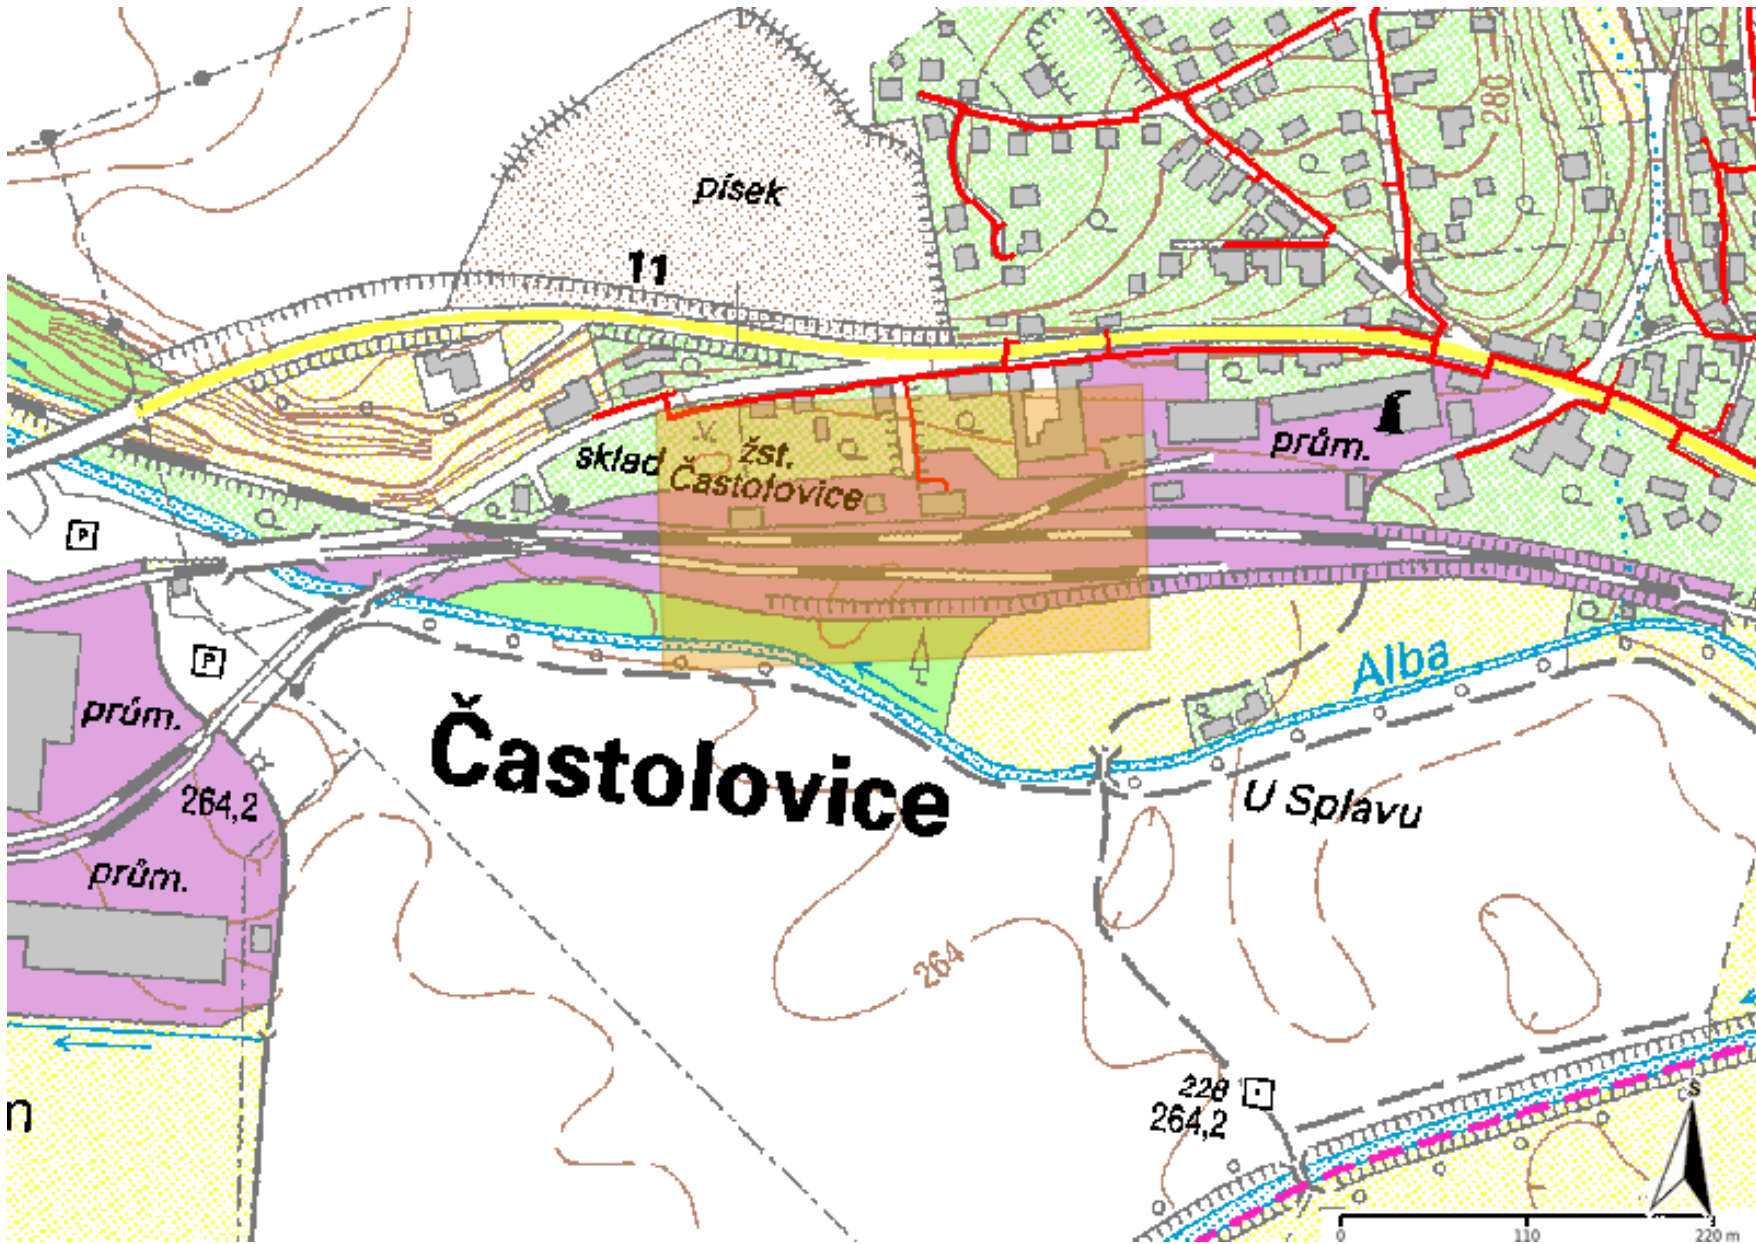 280
písek
11
žst.
sklad
Častolovice
prům.
P
P
Alba
prům.
Častolovice
264,2
U Splavu
prům.
264
228
264,2
n
S
0
110
220 m